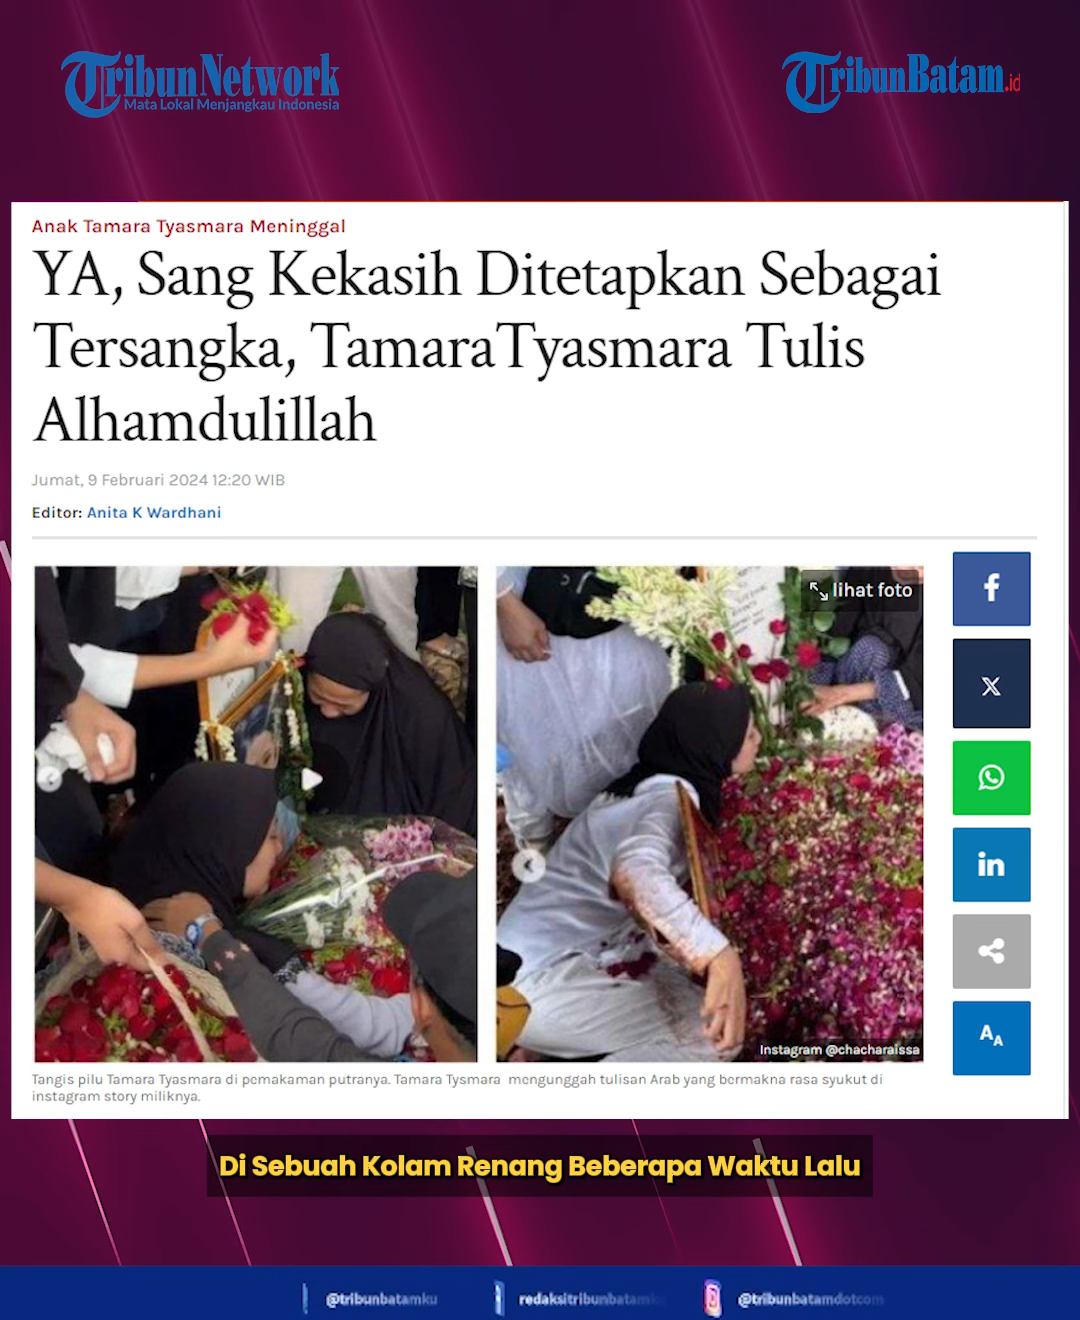 TribunNetwork
Mata Lokal Menjangkau Indonesia
TribunBatam.id
Anak Tamara Tyasmara Meninggal
YA, Sang Kekasih Ditetapkan Sebagai
Tersangka, TamaraTyasmara Tulis
Alhamdulillah
Jumat, 9 Februari 2024 12:20 WIB
Editor: Anita K Wardhani
lihat foto
Instagram @chacharaissa
Tangis pilu Tamara Tyasmara di pemakaman putranya. Tamara Tysmara mengunggah tulisan Arab yang bermakna rasa syukut di
instagram story miliknya.
Di Sebuah Kolam Renang Beberapa Waktu Lalu
@tribunbatamku
@tribunbatamdotcom